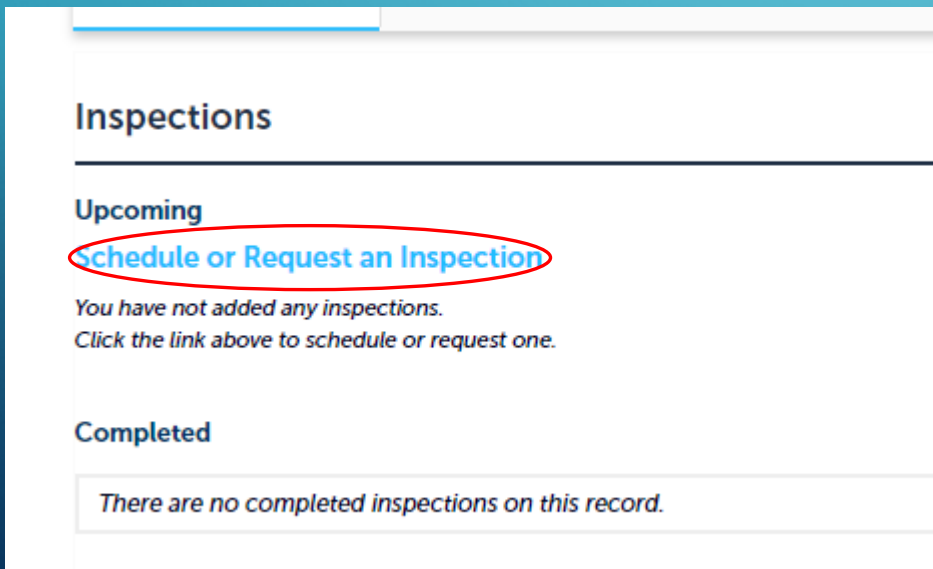 Inspections
Upcoming
Schedule or Request an Inspection
You have not added any inspections.
Click the link above to schedule or request one.
Completed
There are no completed inspections on this record.